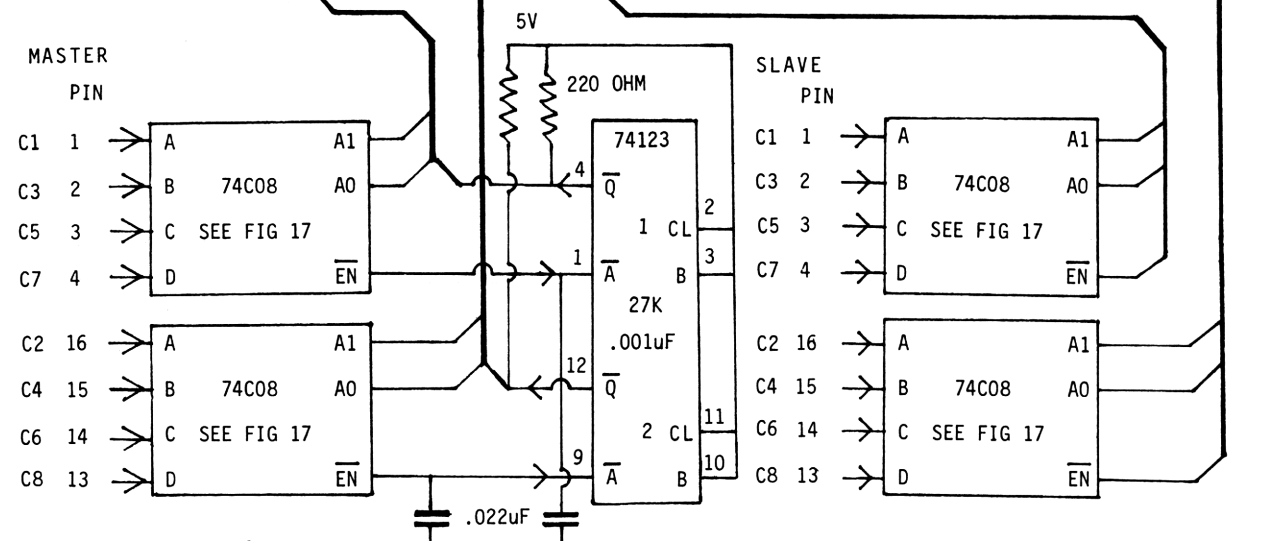 5V
MASTER
PIN
220 OHM
SLAVE
PIN
C1 1 A A1
C3 2 B 74C08 A0
C5 3 C SEE FIG 17
C7 4 D EN
C2 16 A A1
C4 15 B 74C08 A0
C6 14 C SEE FIG 17
C8 13 D EN
74123
4 Q
1 CL 2
1 A B 3
27K
.001uF
12 Q
2 CL 11
9 A B 10
.022uF
C1 1 A A1
C3 2 B 74C08 A0
C5 3 C SEE FIG 17
C7 4 D EN
C2 16 A A1
C4 15 B 74C08 A0
C6 14 C SEE FIG 17
C8 13 D EN